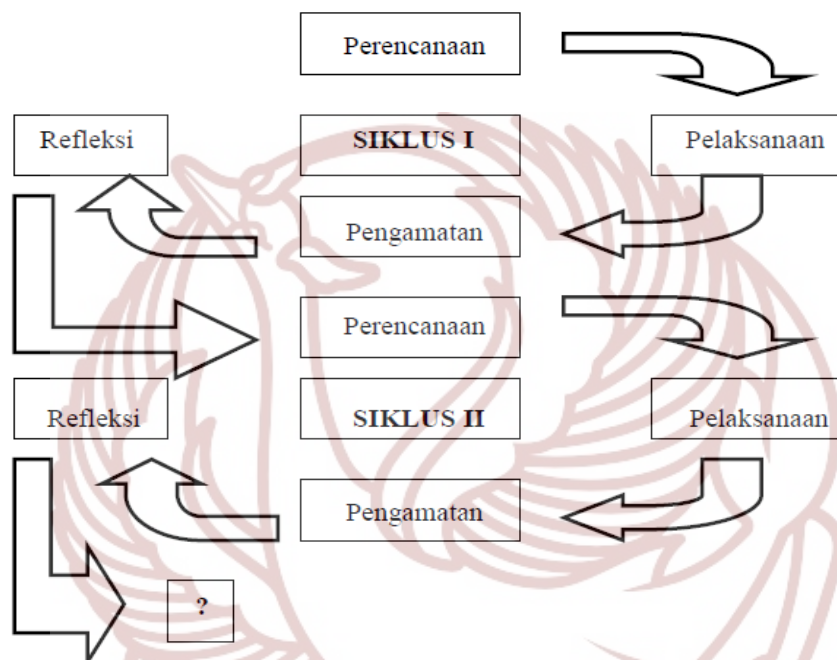 Perencanaan
Refleksi
SIKLUS I
Pelaksanaan
Pengamatan
Perencanaan
Refleksi
SIKLUS II
Pelaksanaan
Pengamatan
?